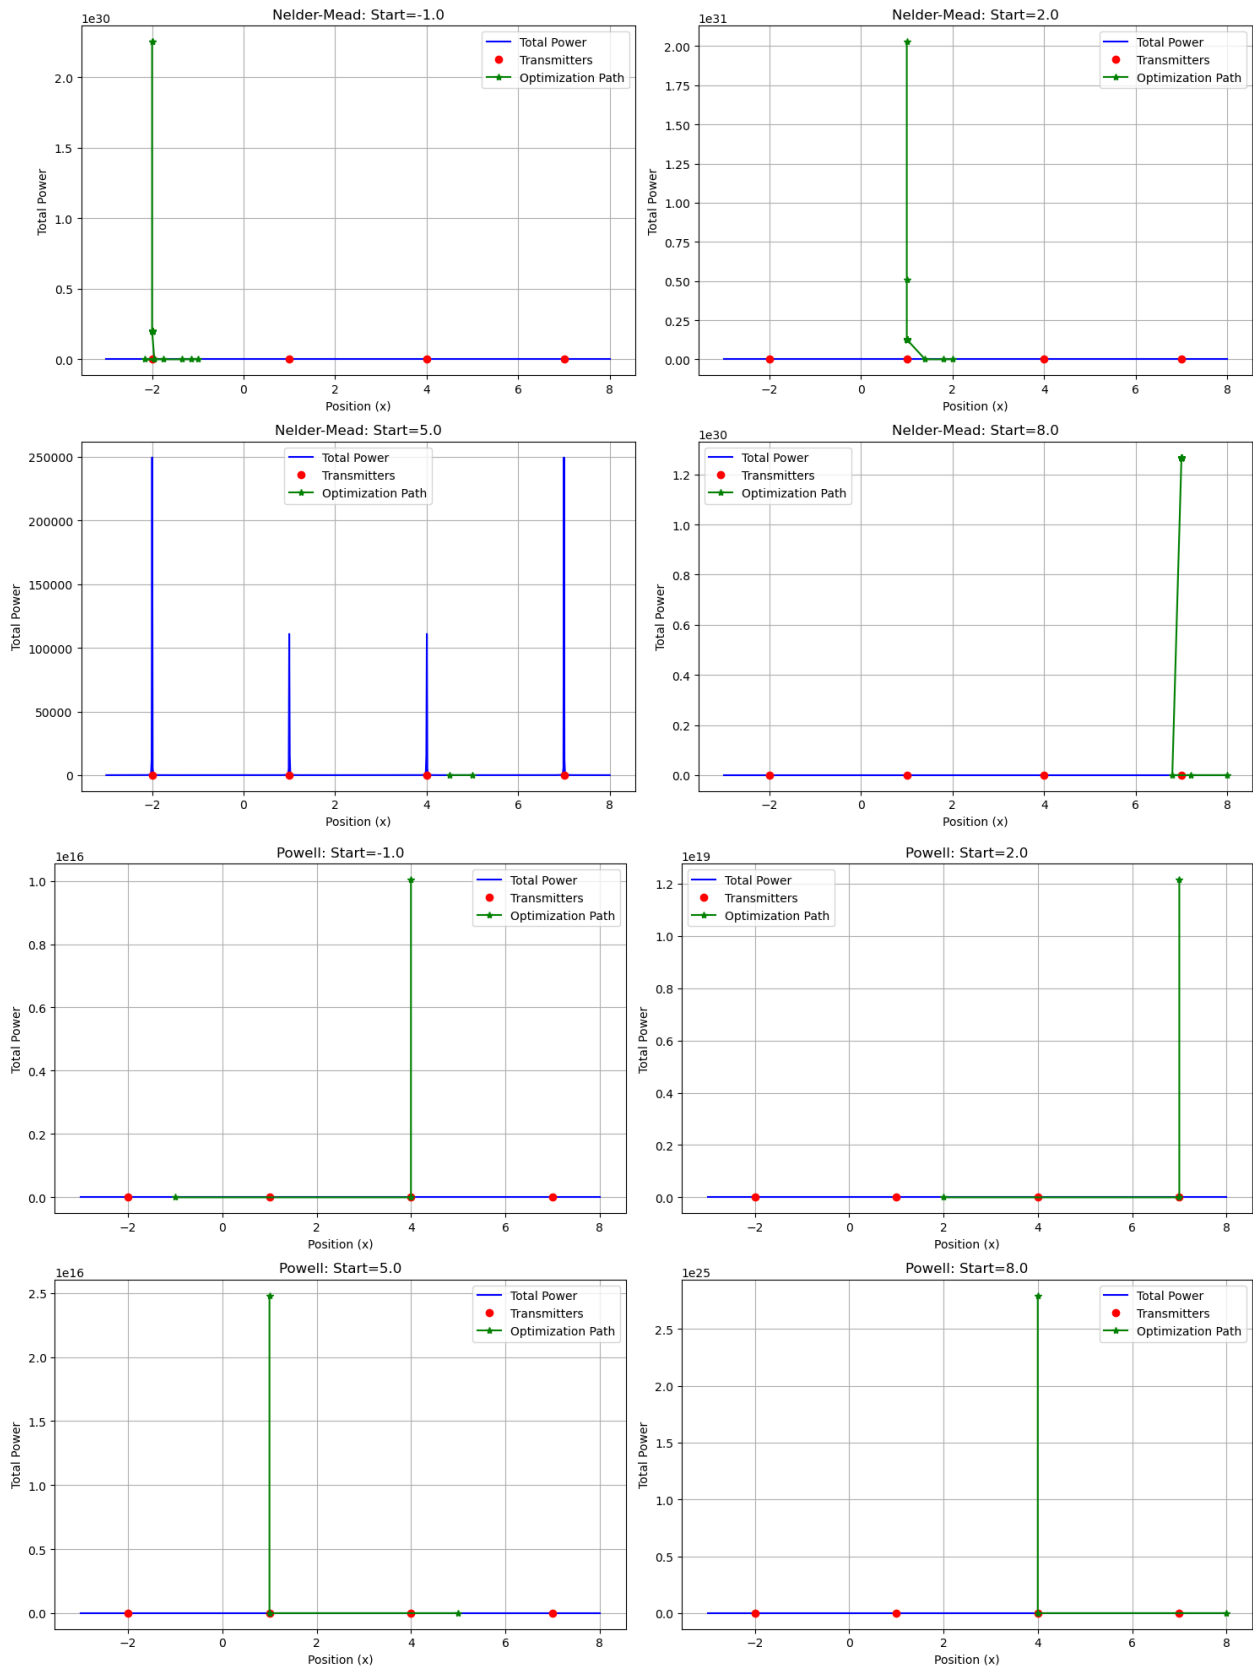 Nelder-Mead: Start=-1.0
1e30
Total Power
Transmitters
Optimization Path
2.0
1.5
1.0
0.5
0.0
Total Power
−2 0 2 4 6 8
Position (x)
Nelder-Mead: Start=2.0
1e31
Total Power
Transmitters
Optimization Path
2.00
1.75
1.50
1.25
1.00
0.75
0.50
0.25
0.00
Total Power
−2 0 2 4 6 8
Position (x)
Nelder-Mead: Start=5.0
Total Power
Transmitters
Optimization Path
250000
200000
150000
100000
50000
0
Total Power
−2 0 2 4 6 8
Position (x)
Nelder-Mead: Start=8.0
1e30
Total Power
Transmitters
Optimization Path
1.2
1.0
0.8
0.6
0.4
0.2
0.0
Total Power
−2 0 2 4 6 8
Position (x)
Powell: Start=-1.0
1e16
Total Power
Transmitters
Optimization Path
1.0
0.8
0.6
0.4
0.2
0.0
Total Power
−2 0 2 4 6 8
Position (x)
Powell: Start=2.0
1e19
Total Power
Transmitters
Optimization Path
1.2
1.0
0.8
0.6
0.4
0.2
0.0
Total Power
−2 0 2 4 6 8
Position (x)
Powell: Start=5.0
1e16
Total Power
Transmitters
Optimization Path
2.5
2.0
1.5
1.0
0.5
0.0
Total Power
−2 0 2 4 6 8
Position (x)
Powell: Start=8.0
1e25
Total Power
Transmitters
Optimization Path
2.5
2.0
1.5
1.0
0.5
0.0
Total Power
−2 0 2 4 6 8
Position (x)